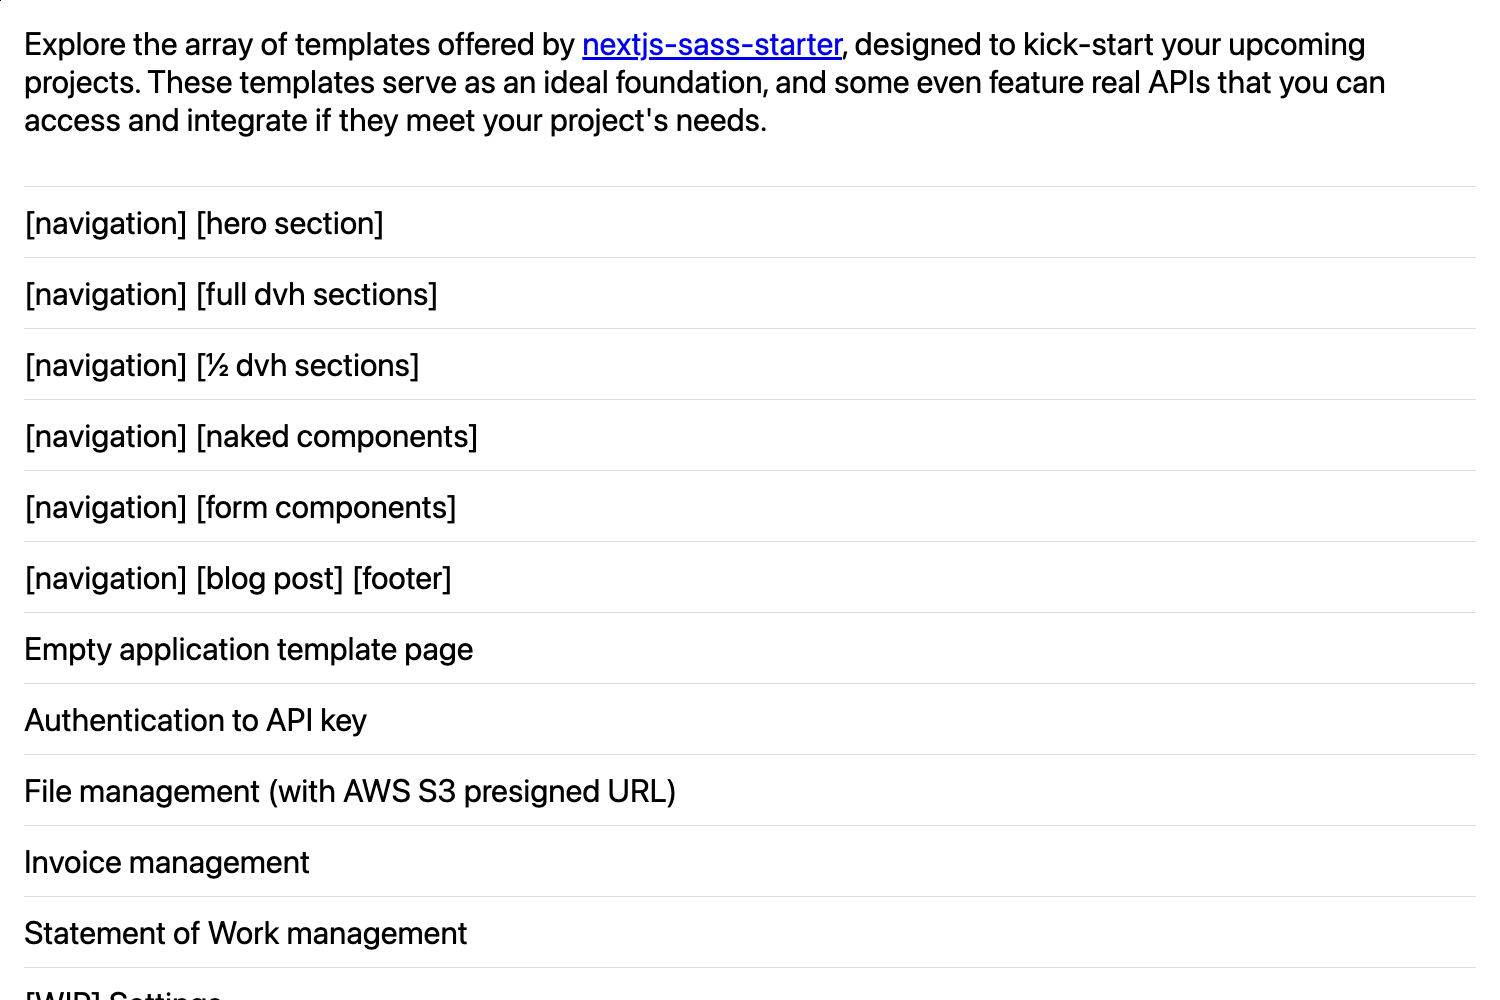 Explore the array of templates offered by nextjs-sass-starter, designed to kick-start your upcoming
projects. These templates serve as an ideal foundation, and some even feature real APIs that you can
access and integrate if they meet your project's needs.
[navigation] [hero section]
[navigation] [full dvh sections]
[navigation] [½ dvh sections]
[navigation] [naked components]
[navigation] [form components]
[navigation] [blog post] [footer]
Empty application template page
Authentication to API key
File management (with AWS S3 presigned URL)
Invoice management
Statement of Work management
[WIP] Settings